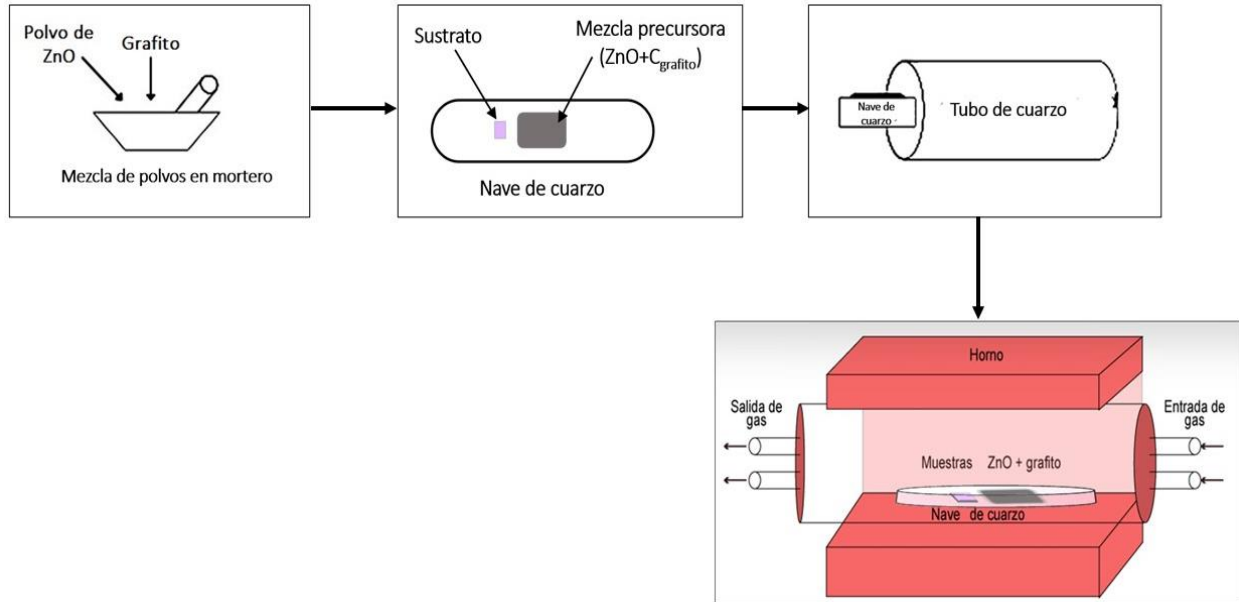 Polvo de
ZnO
Grafito
Mezcla de polvos en mortero
Sustrato
Mezcla precursora
(ZnO+Cgrafito)
Nave de cuarzo
Nave de
cuarzo
Tubo de cuarzo
Horno
Salida de
gas
Entrada de
gas
Muestras ZnO + grafito
Nave de cuarzo